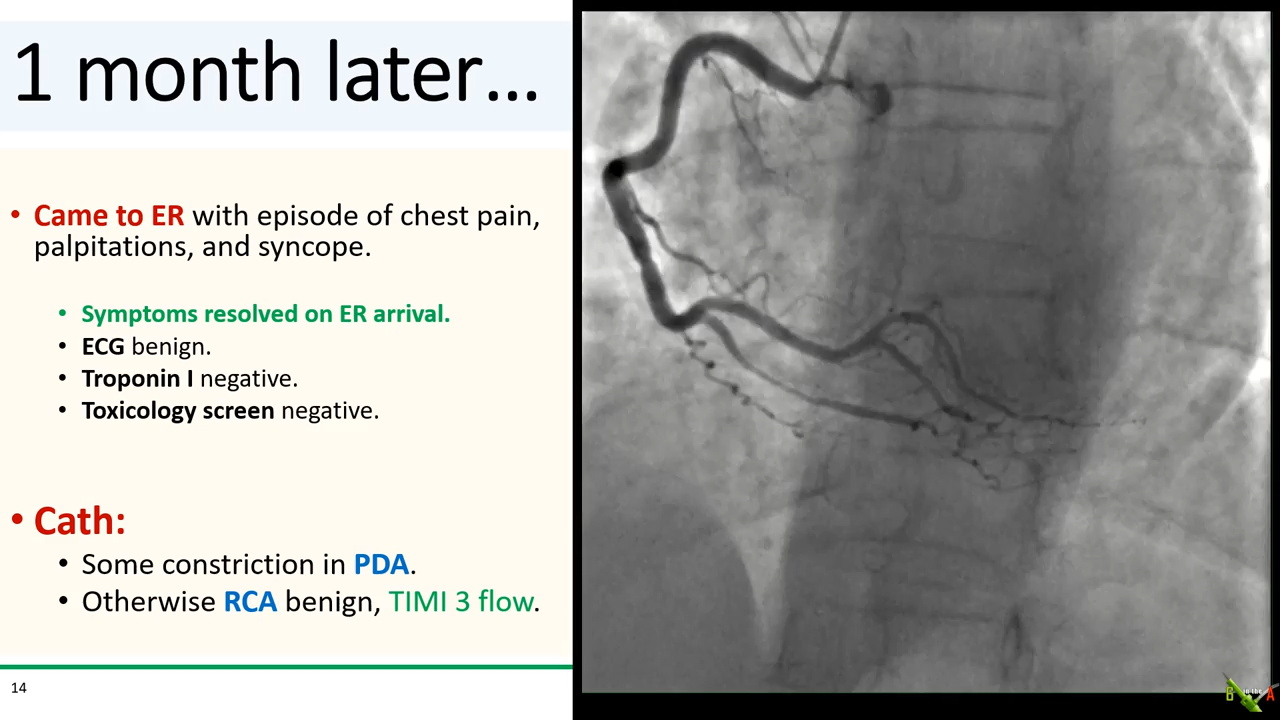 1 month later...
• Came to ER with episode of chest pain,
palpitations, and syncope.
• Symptoms resolved on ER arrival.
• ECG benign.
• Troponin I negative.
• Toxicology screen negative.
• Cath:
• Some constriction in PDA.
• Otherwise RCA benign, TIMI 3 flow.
14
B in the A